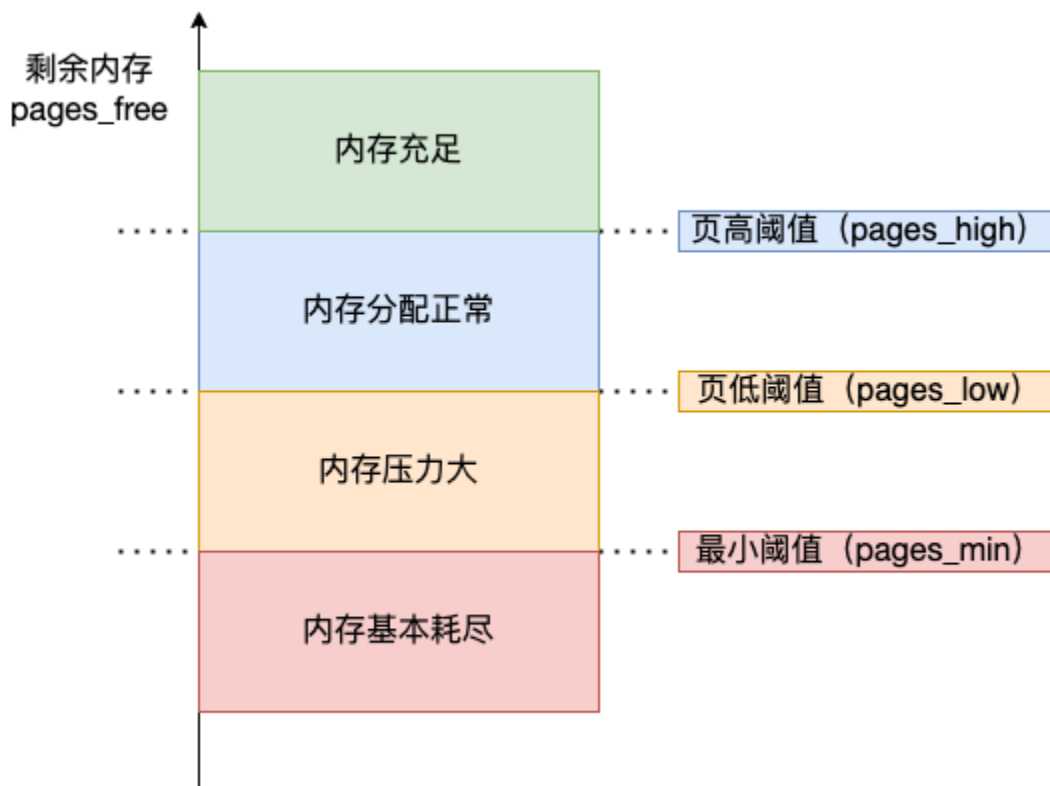 剩余内存
pages_free
内存充足
页高阈值（pages_high）
内存分配正常
页低阈值（pages_low）
内存压力大
最小阈值（pages_min）
内存基本耗尽